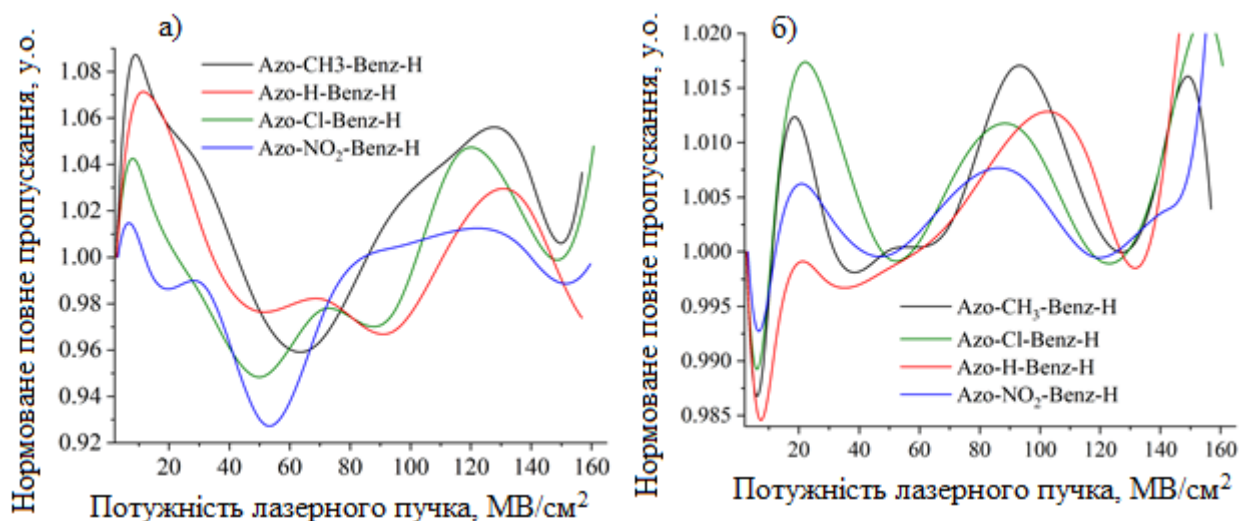 а)
Нормоване повне пропускання, у.о.
1.08
1.06
1.04
1.02
1.00
0.98
0.96
0.94
0.92
Azo-CH3-Benz-H
Azo-H-Benz-H
Azo-Cl-Benz-H
Azo-NO₂-Benz-H
20 40 60 80 100 120 140 160
Потужність лазерного пучка, МВ/см²
б)
Нормоване повне пропускання, у.о.
1.020
1.015
1.010
1.005
1.000
0.995
0.990
0.985
Azo-CH₃-Benz-H
Azo-Cl-Benz-H
Azo-H-Benz-H
Azo-NO₂-Benz-H
20 40 60 80 100 120 140 160
Потужність лазерного пучка, МВ/см²